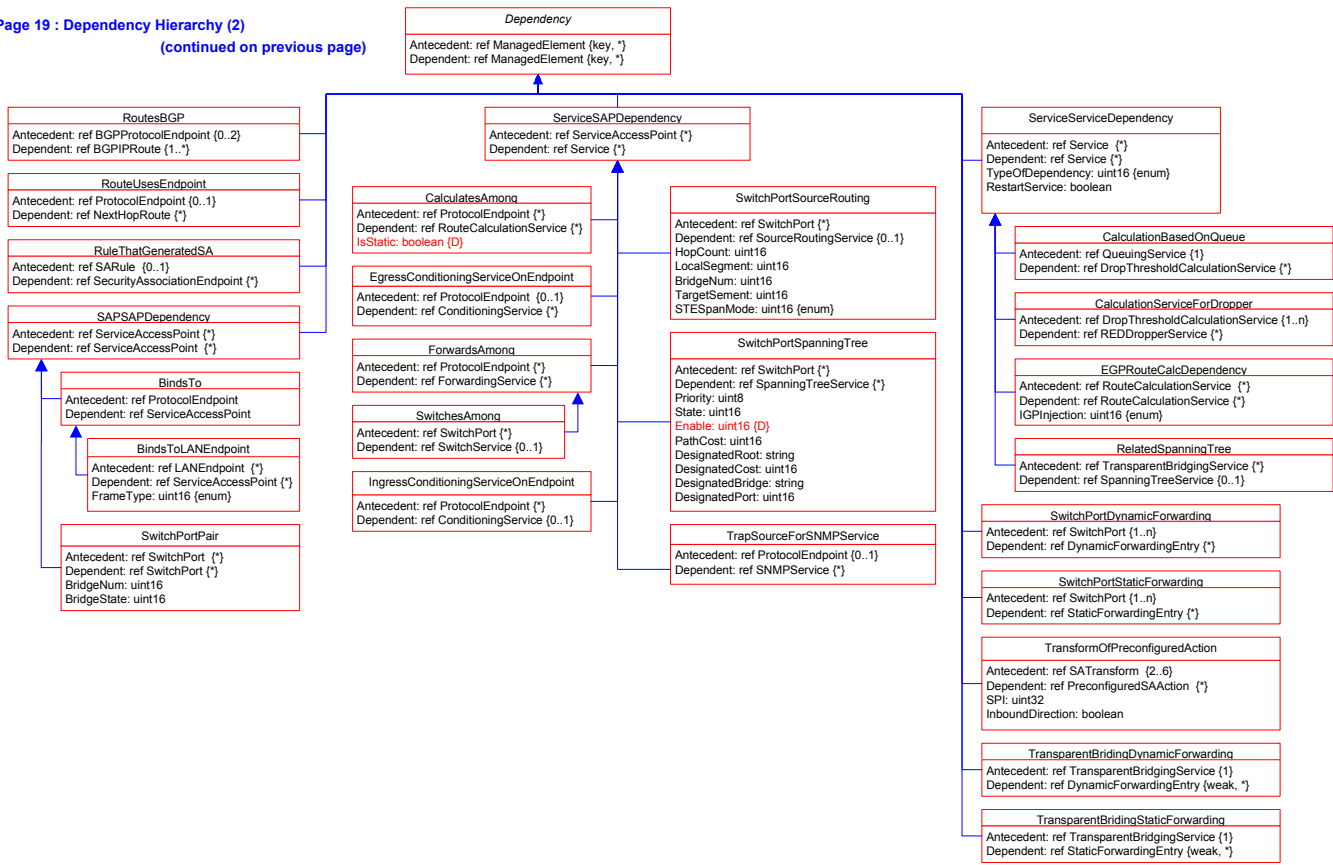 Page 19 : Dependency Hierarchy (2)
(continued on previous page)
Dependency
Antecedent: ref ManagedElement {key, *}
Dependent: ref ManagedElement {key, *}
RoutesBGP
Antecedent: ref BGPProtocolEndpoint {0..2}
Dependent: ref BGPIPRoute {1..*}
RouteUsesEndpoint
Antecedent: ref ProtocolEndpoint {0..1}
Dependent: ref NextHopRoute {*}
RuleThatGeneratedSA
Antecedent: ref SARule  {0..1}
Dependent: ref SecurityAssociationEndpoint {*}
SAPSAPDependency
Antecedent: ref ServiceAccessPoint {*}
Dependent: ref ServiceAccessPoint  {*}
BindsTo
Antecedent: ref ProtocolEndpoint
Dependent: ref ServiceAccessPoint
BindsToLANEndpoint
Antecedent: ref LANEndpoint  {*}
Dependent: ref ServiceAccessPoint {*}
FrameType: uint16 {enum}
SwitchPortPair
Antecedent: ref SwitchPort  {*}
Dependent: ref SwitchPort {*}
BridgeNum: uint16
BridgeState: uint16
ServiceSAPDependency
Antecedent: ref ServiceAccessPoint {*}
Dependent: ref Service {*}
CalculatesAmong
Antecedent: ref ProtocolEndpoint {*}
Dependent: ref RouteCalculationService {*}
IsStatic: boolean {D}
EgressConditioningServiceOnEndpoint
Antecedent: ref ProtocolEndpoint  {0..1}
Dependent: ref ConditioningService {*}
ForwardsAmong
Antecedent: ref ProtocolEndpoint {*}
Dependent: ref ForwardingService {*}
SwitchesAmong
Antecedent: ref SwitchPort {*}
Dependent: ref SwitchService {0..1}
IngressConditioningServiceOnEndpoint
Antecedent: ref ProtocolEndpoint {*}
Dependent: ref ConditioningService {0..1}
SwitchPortSourceRouting
Antecedent: ref SwitchPort {*}
Dependent: ref SourceRoutingService {0..1}
HopCount: uint16
LocalSegment: uint16
BridgeNum: uint16
TargetSement: uint16
STESpanMode: uint16 {enum}
SwitchPortSpanningTree
Antecedent: ref SwitchPort {*}
Dependent: ref SpanningTreeService {*}
Priority: uint8
State: uint16
Enable: uint16 {D}
PathCost: uint16
DesignatedRoot: string
DesignatedCost: uint16
DesignatedBridge: string
DesignatedPort: uint16
TrapSourceForSNMPService
Antecedent: ref ProtocolEndpoint {0..1}
Dependent: ref SNMPService {*}
ServiceServiceDependency
Antecedent: ref Service  {*}
Dependent: ref Service {*}
TypeOfDependency: uint16 {enum}
RestartService: boolean
CalculationBasedOnQueue
Antecedent: ref QueuingService {1}
Dependent: ref DropThresholdCalculationService {*}
CalculationServiceForDropper
Antecedent: ref DropThresholdCalculationService {1..n}
Dependent: ref REDDropperService {*}
EGPRouteCalcDependency
Antecedent: ref RouteCalculationService  {*}
Dependent: ref RouteCalculationService {*}
IGPInjection: uint16 {enum}
RelatedSpanningTree
Antecedent: ref TransparentBridgingService {*}
Dependent: ref SpanningTreeService {0..1}
SwitchPortDynamicForwarding
Antecedent: ref SwitchPort {1..n}
Dependent: ref DynamicForwardingEntry {*}
SwitchPortStaticForwarding
Antecedent: ref SwitchPort {1..n}
Dependent: ref StaticForwardingEntry {*}
TransformOfPreconfiguredAction
Antecedent: ref SATransform  {2..6}
Dependent: ref PreconfiguredSAAction  {*}
SPI: uint32
InboundDirection: boolean
TransparentBridingDynamicForwarding
Antecedent: ref TransparentBridgingService {1}
Dependent: ref DynamicForwardingEntry {weak, *}
TransparentBridingStaticForwarding
Antecedent: ref TransparentBridgingService {1}
Dependent: ref StaticForwardingEntry {weak, *}